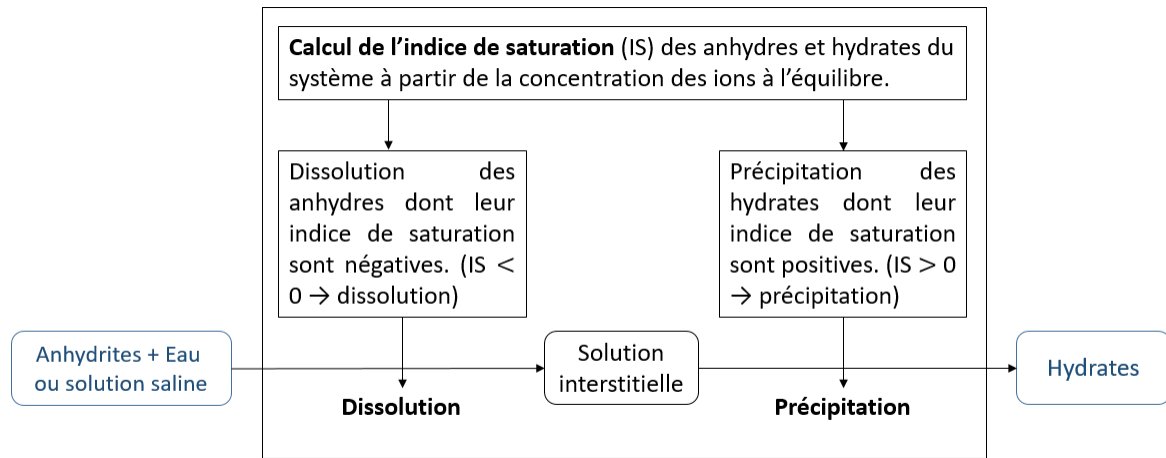 Calcul de l'indice de saturation (IS) des anhydres et hydrates du
système à partir de la concentration des ions à l'équilibre.
Dissolution des
anhydres dont leur
indice de saturation
sont négatives. (IS <
0 → dissolution)
Précipitation des
hydrates dont leur
indice de saturation
sont positives. (IS > 0
→ précipitation)
Anhydrites + Eau
ou solution saline
Solution
interstitielle
Hydrates
Dissolution
Précipitation